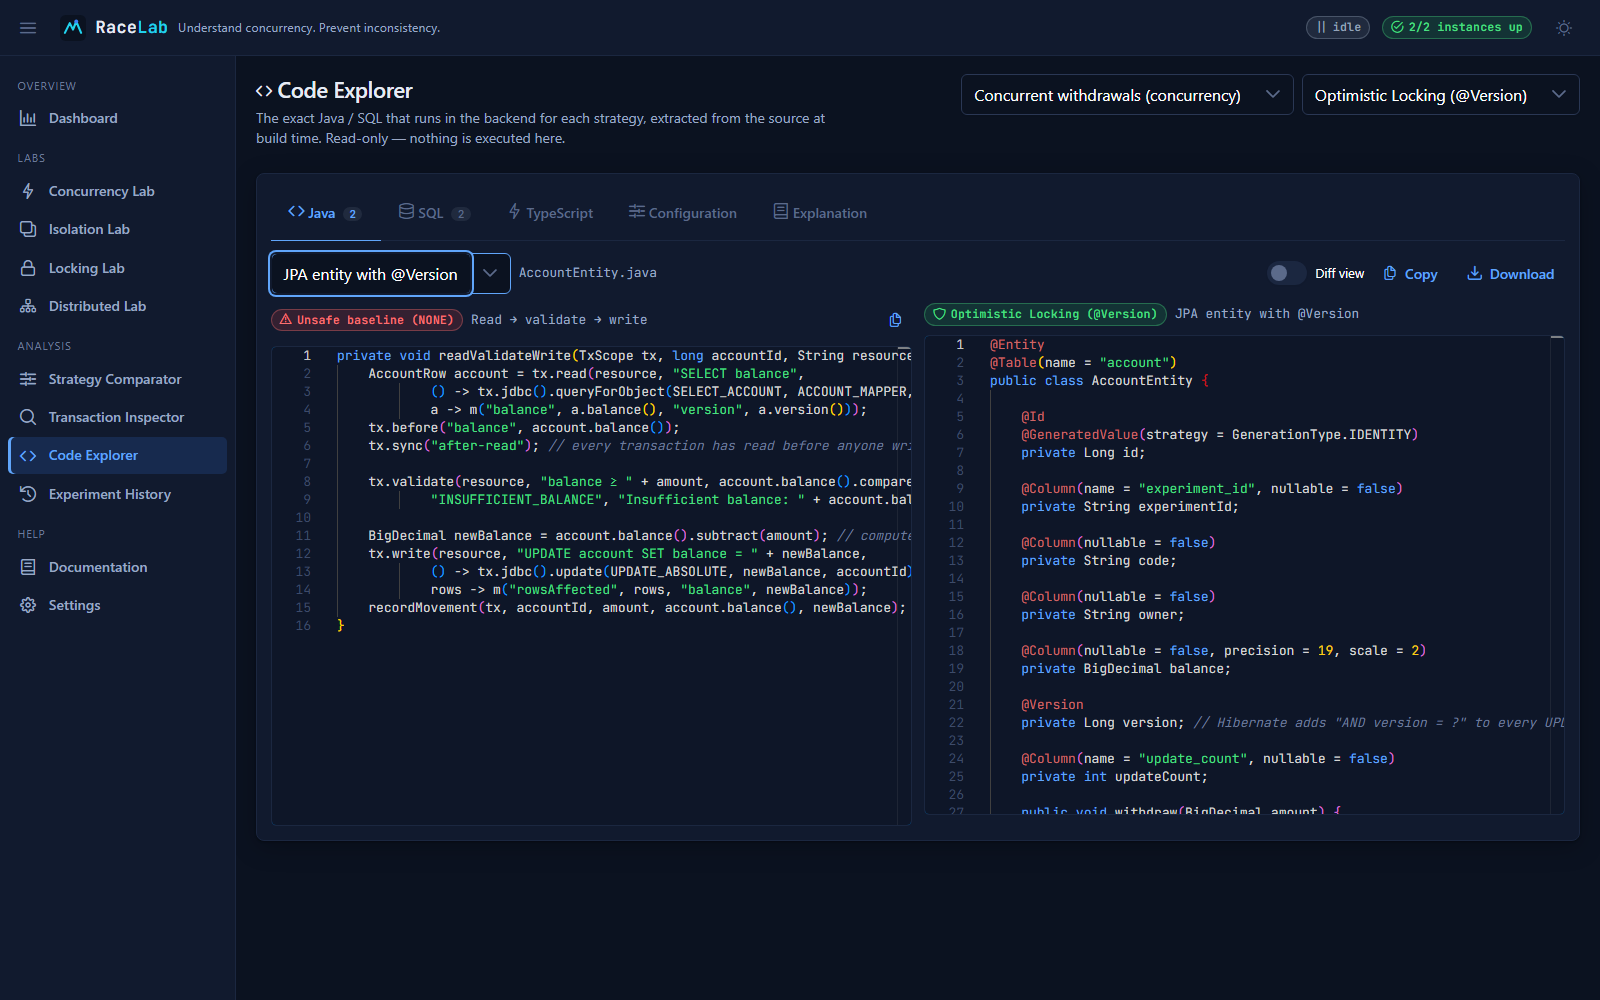 RaceLab Understand concurrency. Prevent inconsistency.
idle
2/2 instances up
OVERVIEW
Dashboard
LABS
Concurrency Lab
Isolation Lab
Locking Lab
Distributed Lab
ANALYSIS
Strategy Comparator
Transaction Inspector
Code Explorer
Experiment History
HELP
Documentation
Settings
<> Code Explorer
The exact Java / SQL that runs in the backend for each strategy, extracted from the source at
build time. Read-only — nothing is executed here.
Concurrent withdrawals (concurrency)
Optimistic Locking (@Version)
<> Java 2
SQL 2
TypeScript
Configuration
Explanation
JPA entity with @Version
AccountEntity.java
Diff view
Copy
Download
Unsafe baseline (NONE) Read → validate → write
1 private void readValidateWrite(TxScope tx, long accountId, String resource
2 AccountRow account = tx.read(resource, "SELECT balance",
3 () -> tx.jdbc().queryForObject(SELECT_ACCOUNT, ACCOUNT_MAPPER,
4 a -> m("balance", a.balance(), "version", a.version()));
5 tx.before("balance", account.balance());
6 tx.sync("after-read"); // every transaction has read before anyone wri
7
8 tx.validate(resource, "balance ≥ " + amount, account.balance().compare
9 "INSUFFICIENT_BALANCE", "Insufficient balance: " + account.bal
10
11 BigDecimal newBalance = account.balance().subtract(amount); // compute
12 tx.write(resource, "UPDATE account SET balance = " + newBalance,
13 () -> tx.jdbc().update(UPDATE_ABSOLUTE, newBalance, accountId)
14 rows -> m("rowsAffected", rows, "balance", newBalance));
15 recordMovement(tx, accountId, amount, account.balance(), newBalance);
16 }
Optimistic Locking (@Version) JPA entity with @Version
1 @Entity
2 @Table(name = "account")
3 public class AccountEntity {
4
5 @Id
6 @GeneratedValue(strategy = GenerationType.IDENTITY)
7 private Long id;
8
9 @Column(name = "experiment_id", nullable = false)
10 private String experimentId;
11
12 @Column(nullable = false)
13 private String code;
14
15 @Column(nullable = false)
16 private String owner;
17
18 @Column(nullable = false, precision = 19, scale = 2)
19 private BigDecimal balance;
20
21 @Version
22 private Long version; // Hibernate adds "AND version = ?" to every UPD
23
24 @Column(name = "update_count", nullable = false)
25 private int updateCount;
26
27 public void withdraw(BigDecimal amount) {